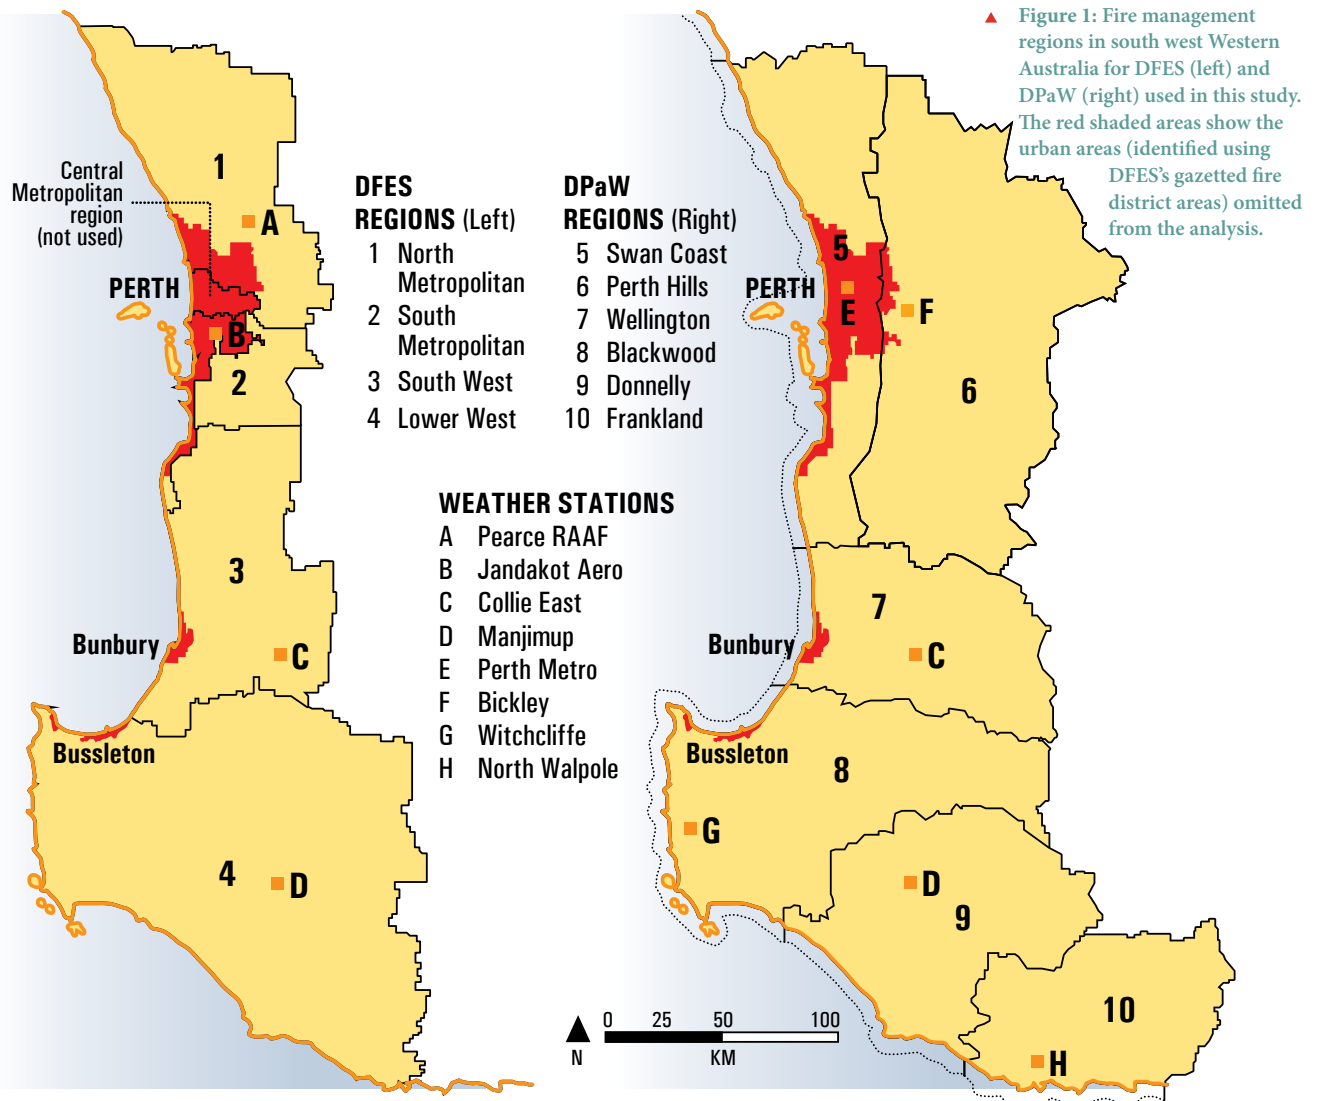 ▲ Figure 1: Fire management
regions in south west Western
Australia for DFES (left) and
DPaW (right) used in this study.
The red shaded areas show the
urban areas (identified using
DFES's gazetted fire
district areas) omitted
from the analysis.
1
Central
Metropolitan
region
(not used)
A
PERTH
B
2
3
Bunbury
C
Bussleton
4
D
DFES
REGIONS (Left)
1 North
Metropolitan
2 South
Metropolitan
3 South West
4 Lower West
DPaW
REGIONS (Right)
5 Swan Coast
6 Perth Hills
7 Wellington
8 Blackwood
9 Donnelly
10 Frankland
WEATHER STATIONS
A Pearce RAAF
B Jandakot Aero
C Collie East
D Manjimup
E Perth Metro
F Bickley
G Witchcliffe
H North Walpole
5
PERTH
E
F
6
7
Bunbury
C
Bussleton
8
G
D
9
10
H
0 25 50 100
N KM